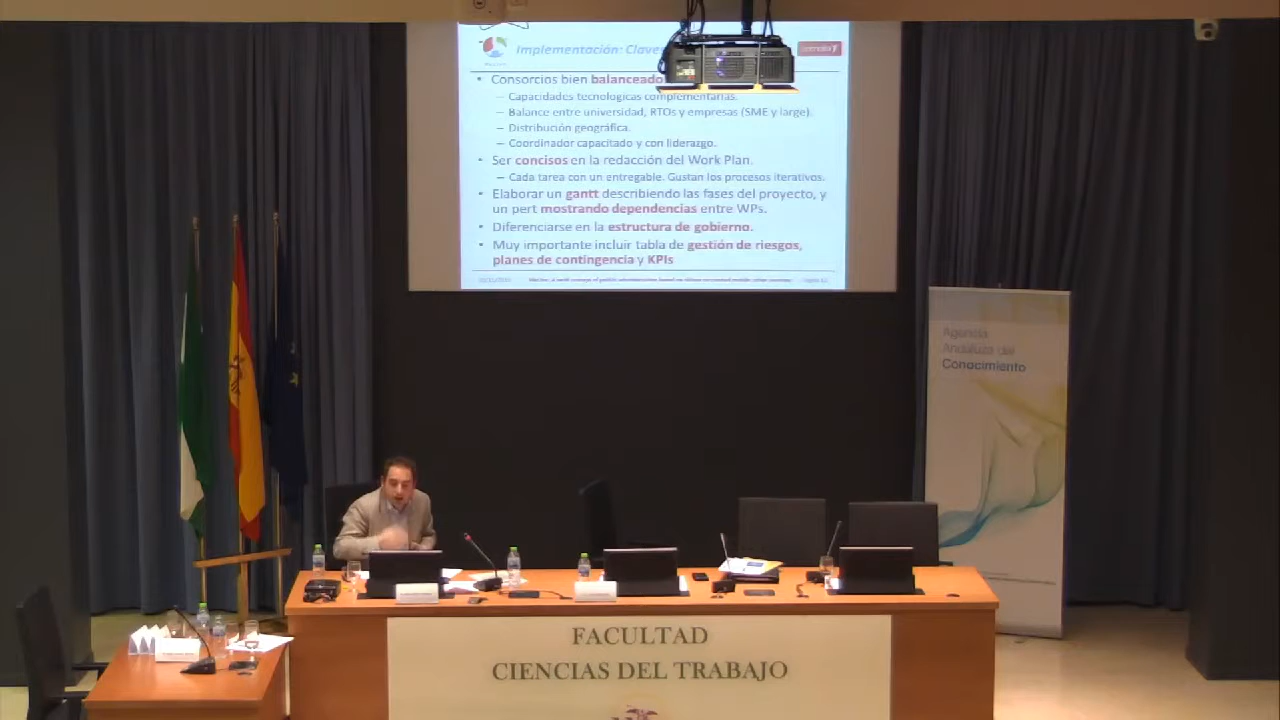 Implementación: Claves
• Consorcios bien balanceado
– Capacidades tecnologicas complementarias.
– Balance entre universidad, RTOs y empresas (SME y large).
– Distribución geográfica.
– Coordinador capacitado y con liderazgo.
• Ser concisos en la redacción del Work Plan.
– Cada tarea con un entregable. Gustan los procesos iterativos.
• Elaborar un gantt describiendo las fases del proyecto, y
un pert mostrando dependencias entre WPs.
• Diferenciarse en la estructura de gobierno.
• Muy importante incluir tabla de gestión de riesgos,
planes de contingencia y KPIs
Agencia
Andaluza del
Conocimiento
FACULTAD
CIENCIAS DEL TRABAJO